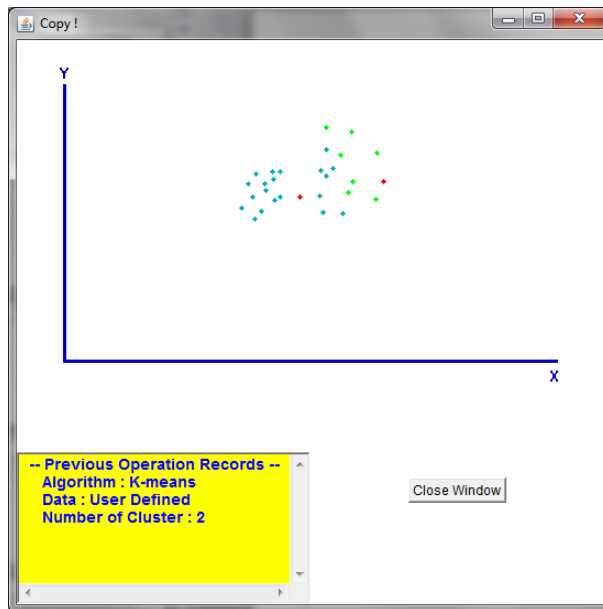 Copy !
Y
X
-- Previous Operation Records --
Algorithm : K-means
Data : User Defined
Number of Cluster : 2
Close Window